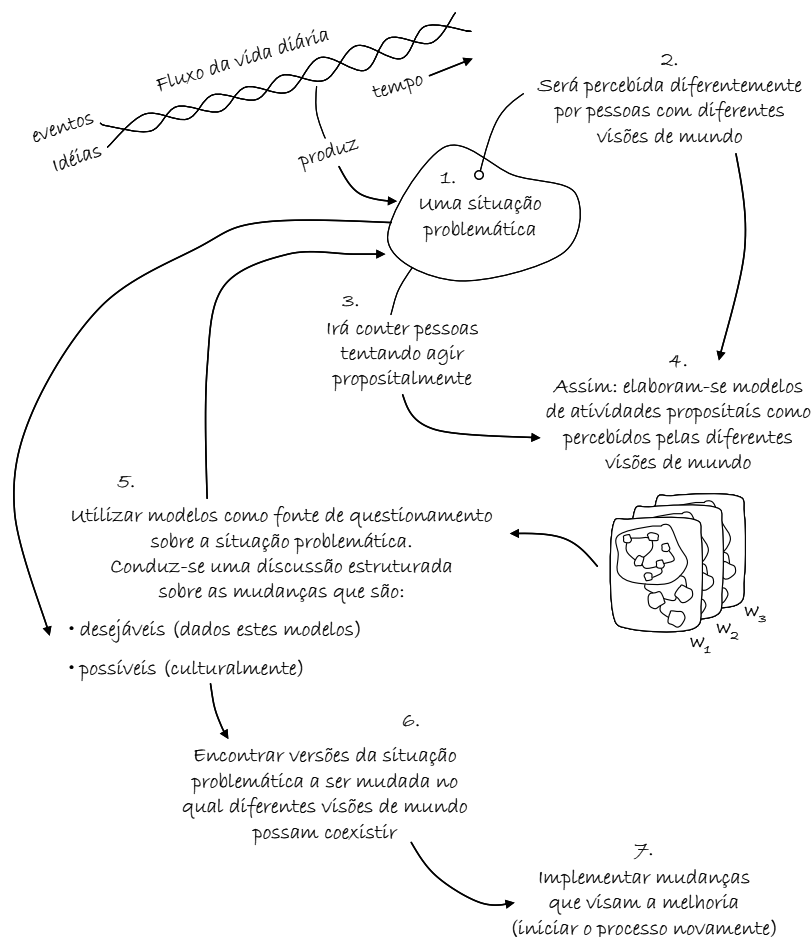 Fluxo da vida diária
tempo
eventos
Idéias
produz
1.
Uma situação
problemática
2.
Será percebida diferentemente
por pessoas com diferentes
visões de mundo
3.
Irá conter pessoas
tentando agir
propositalmente
4.
Assim: elaboram-se modelos
de atividades propositais como
percebidos pelas diferentes
visões de mundo
W1
W2
W3
5.
Utilizar modelos como fonte de questionamento
sobre a situação problemática.
Conduz-se uma discussão estruturada
sobre as mudanças que são:
• desejáveis (dados estes modelos)
• possíveis (culturalmente)
6.
Encontrar versões da situação
problemática a ser mudada no
qual diferentes visões de mundo
possam coexistir
7.
Implementar mudanças
que visam a melhoria
(iniciar o processo novamente)